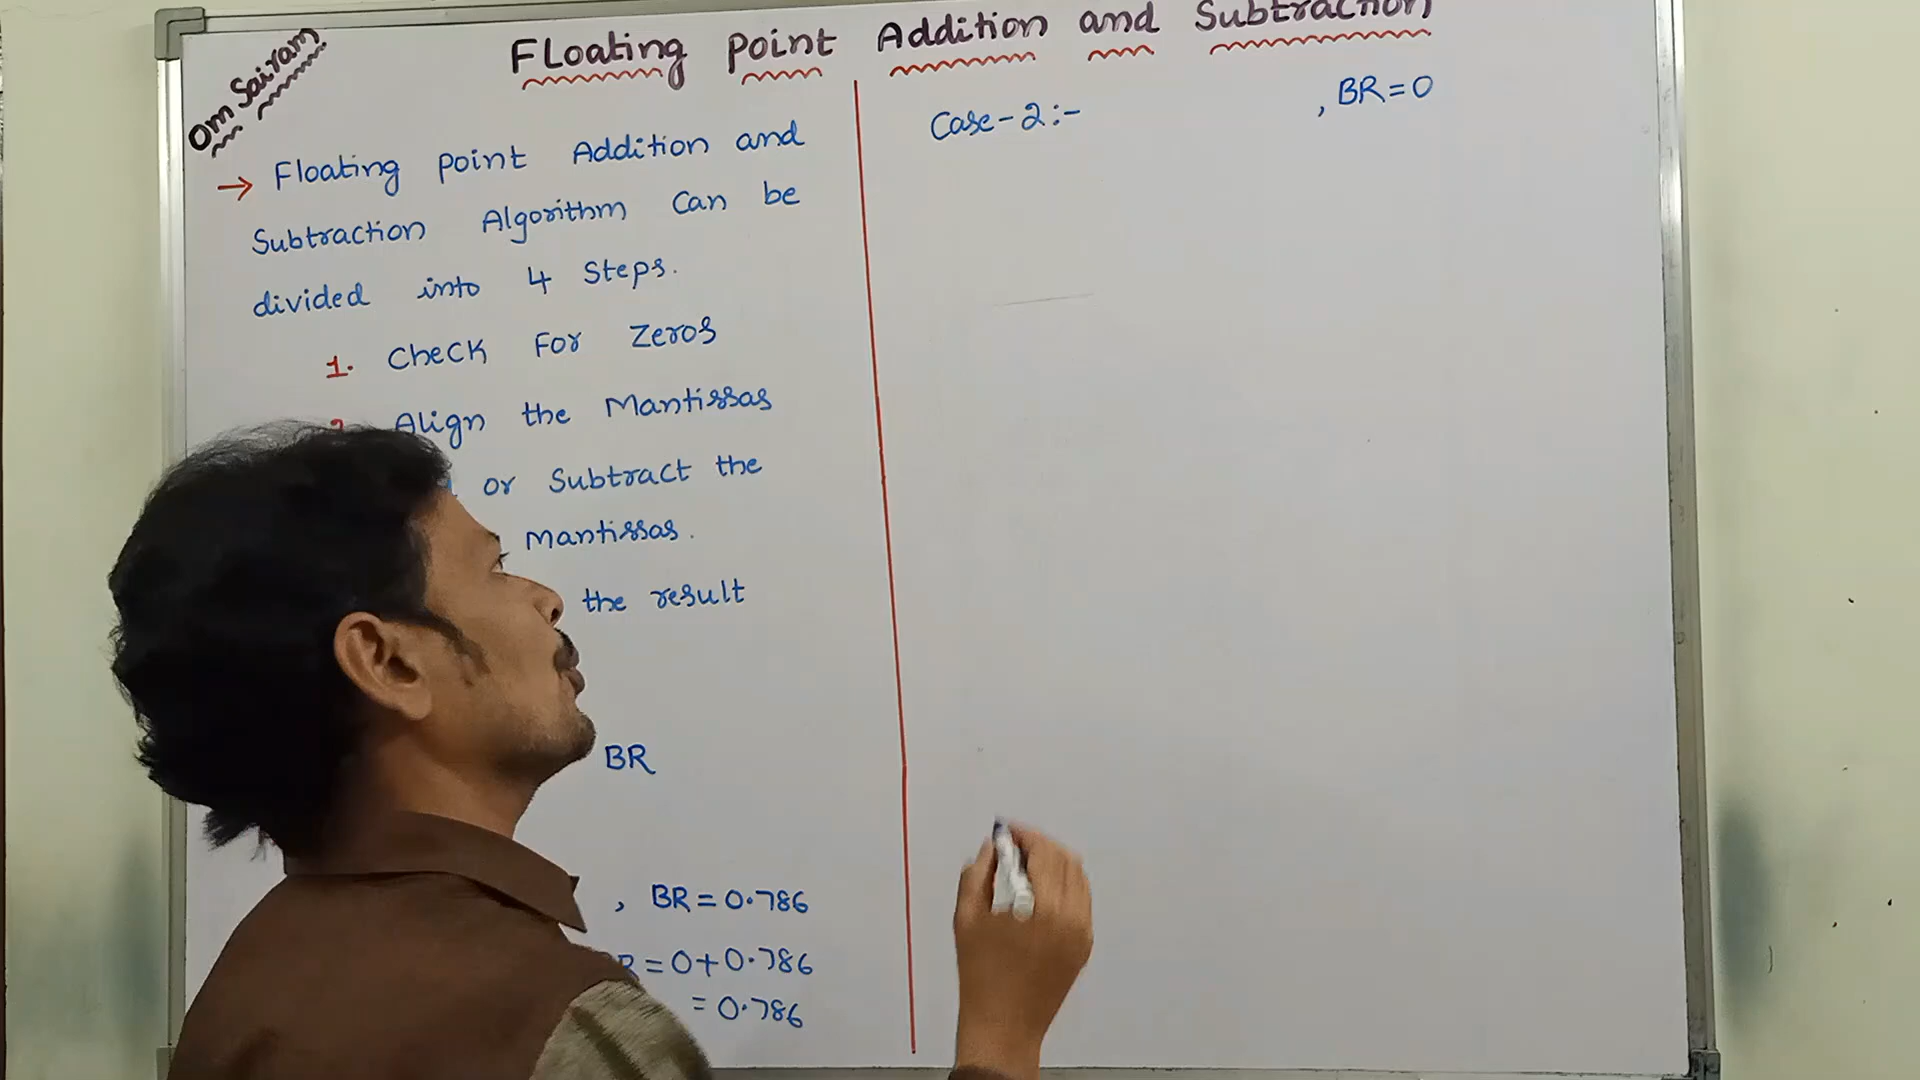 Om Sairam
Floating Point Addition and Subtraction
→ Floating point Addition and
Subtraction Algorithm Can be
divided into 4 Steps.
1. Check For Zeros
Align the Mantissas
or Subtract the
Mantissas.
the result
BR
, BR = 0.786
R = 0+0.786
= 0.786
Case-2:- , BR=0